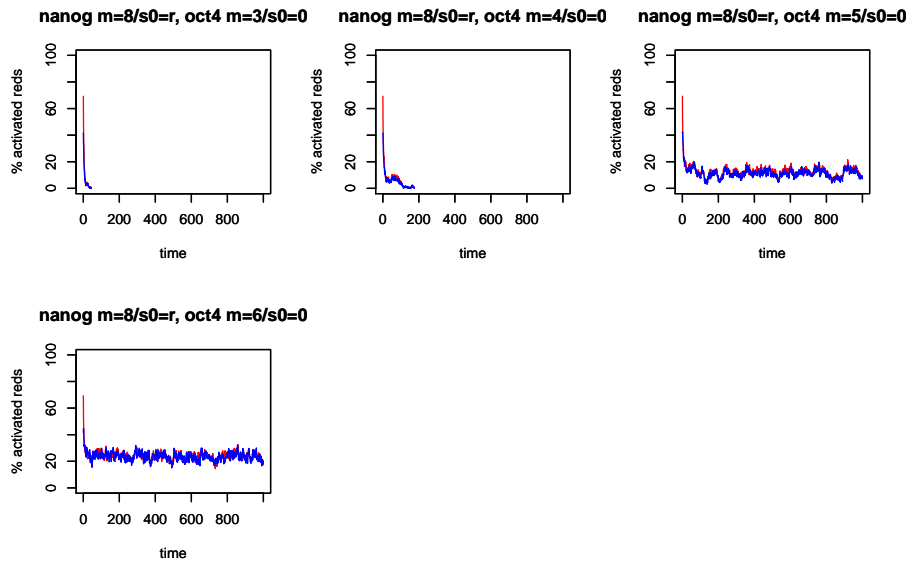 nanog m=8/s0=r, oct4 m=3/s0=0
% activated reds
100
60
20
0
0 200 400 600 800
time
nanog m=8/s0=r, oct4 m=4/s0=0
% activated reds
100
60
20
0
0 200 400 600 800
time
nanog m=8/s0=r, oct4 m=5/s0=0
% activated reds
100
60
20
0
0 200 400 600 800
time
nanog m=8/s0=r, oct4 m=6/s0=0
% activated reds
100
60
20
0
0 200 400 600 800
time